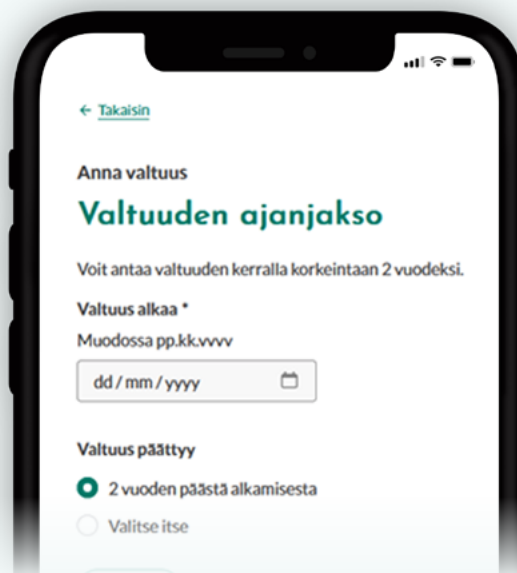 ← Takaisin
Anna valtuus
Valtuuden ajanjakso
Voit antaa valtuuden kerralla korkeintaan 2 vuodeksi.
Valtuus alkaa *
Muodossa pp.kk.vvvv
dd / mm / yyyy
Valtuus päättyy
2 vuoden päästä alkamisesta
Valitse itse